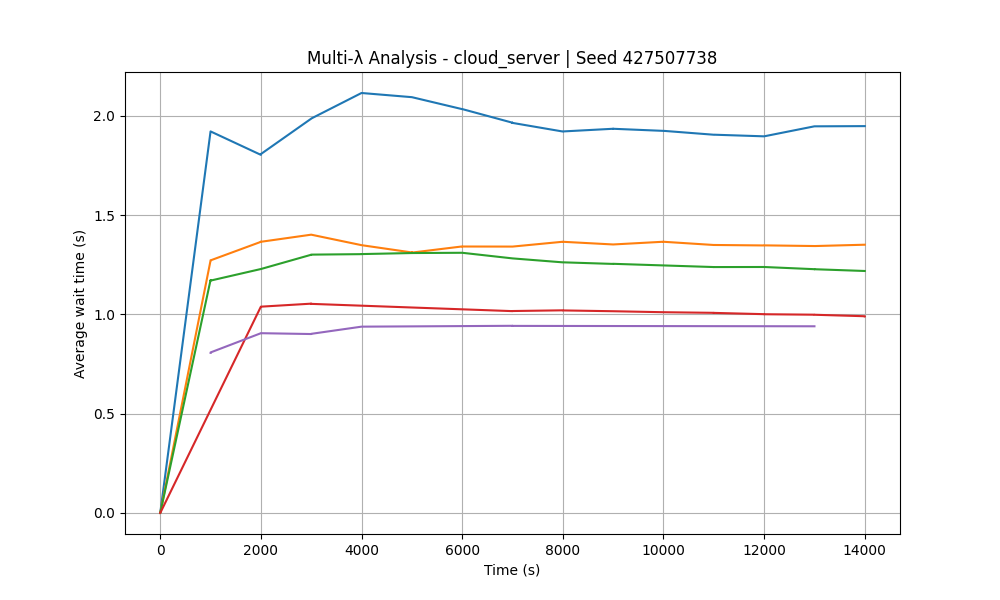 Multi-λ Analysis - cloud_server | Seed 427507738
Average wait time (s)
2.0
1.5
1.0
0.5
0.0
0 2000 4000 6000 8000 10000 12000 14000
Time (s)